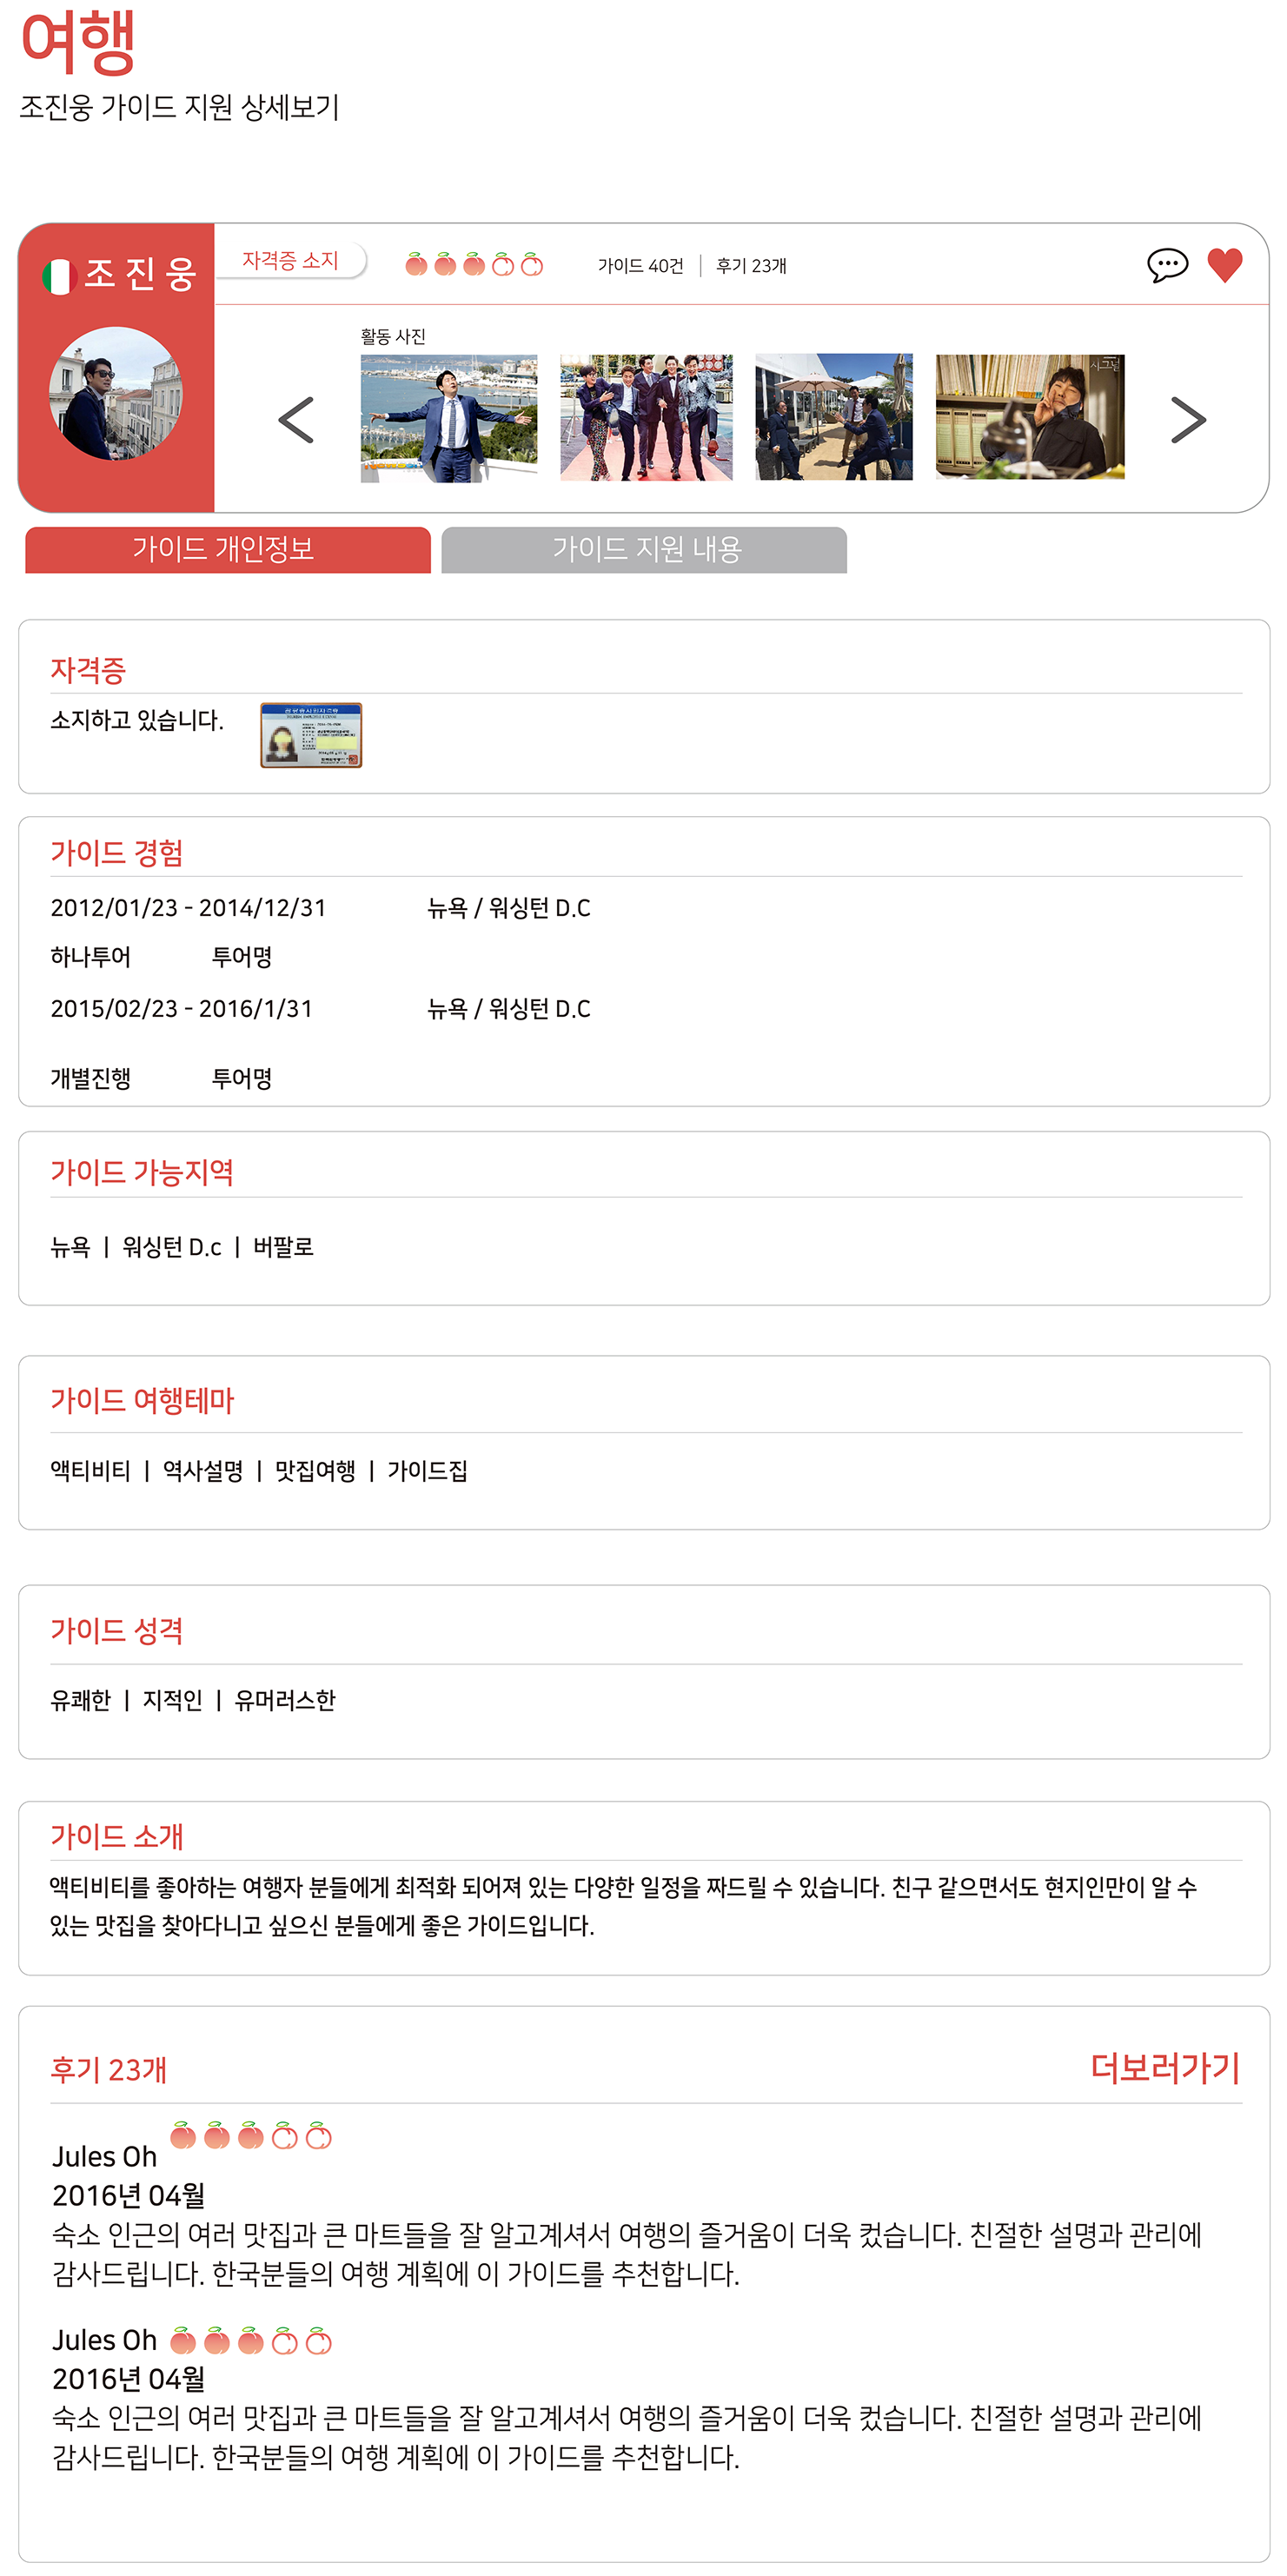 여행
조진웅 가이드 지원 상세보기
조 진 웅
자격증 소지
가이드 40건 | 후기 23개
활동 사진
시그널
가이드 개인정보
가이드 지원 내용
자격증
소지하고 있습니다.
가이드 경험
2012/01/23 - 2014/12/31 뉴욕 / 워싱턴 D.C
하나투어 투어명
2015/02/23 - 2016/1/31 뉴욕 / 워싱턴 D.C
개별진행 투어명
가이드 가능지역
뉴욕 | 워싱턴 D.c | 버팔로
가이드 여행테마
액티비티 | 역사설명 | 맛집여행 | 가이드집
가이드 성격
유쾌한 | 지적인 | 유머러스한
가이드 소개
액티비티를 좋아하는 여행자 분들에게 최적화 되어져 있는 다양한 일정을 짜드릴 수 있습니다. 친구 같으면서도 현지인만이 알 수
있는 맛집을 찾아다니고 싶으신 분들에게 좋은 가이드입니다.
후기 23개
더보러가기
Jules Oh
2016년 04월
숙소 인근의 여러 맛집과 큰 마트들을 잘 알고계셔서 여행의 즐거움이 더욱 컸습니다. 친절한 설명과 관리에
감사드립니다. 한국분들의 여행 계획에 이 가이드를 추천합니다.
Jules Oh
2016년 04월
숙소 인근의 여러 맛집과 큰 마트들을 잘 알고계셔서 여행의 즐거움이 더욱 컸습니다. 친절한 설명과 관리에
감사드립니다. 한국분들의 여행 계획에 이 가이드를 추천합니다.